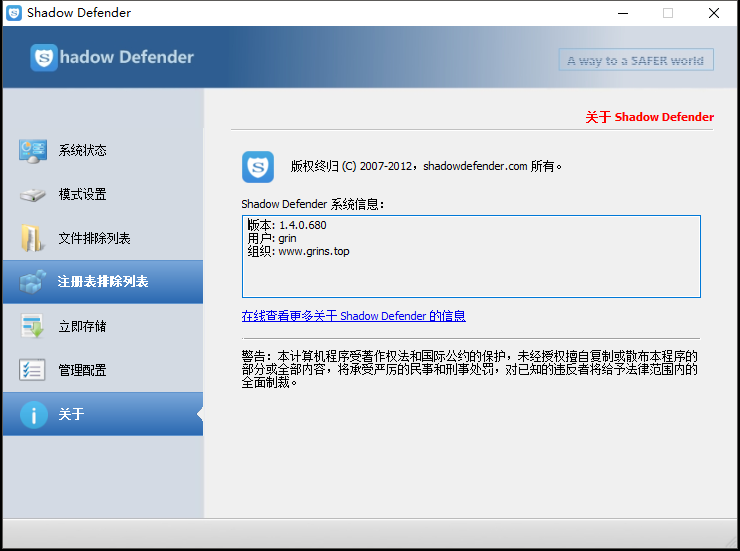 Shadow Defender
hadow Defender
A way to a SAFER world
系统状态
模式设置
文件排除列表
注册表排除列表
立即存储
管理配置
关于
关于 Shadow Defender
版权终归 (C) 2007-2012，shadowdefender.com 所有。
Shadow Defender 系统信息：
版本: 1.4.0.680
用户: grin
组织: www.grins.top
在线查看更多关于 Shadow Defender 的信息
警告：本计算机程序受著作权法和国际公约的保护，未经授权擅自复制或散布本程序的
部分或全部内容，将承受严厉的民事和刑事处罚，对已知的违反者将给予法律范围内的
全面制裁。